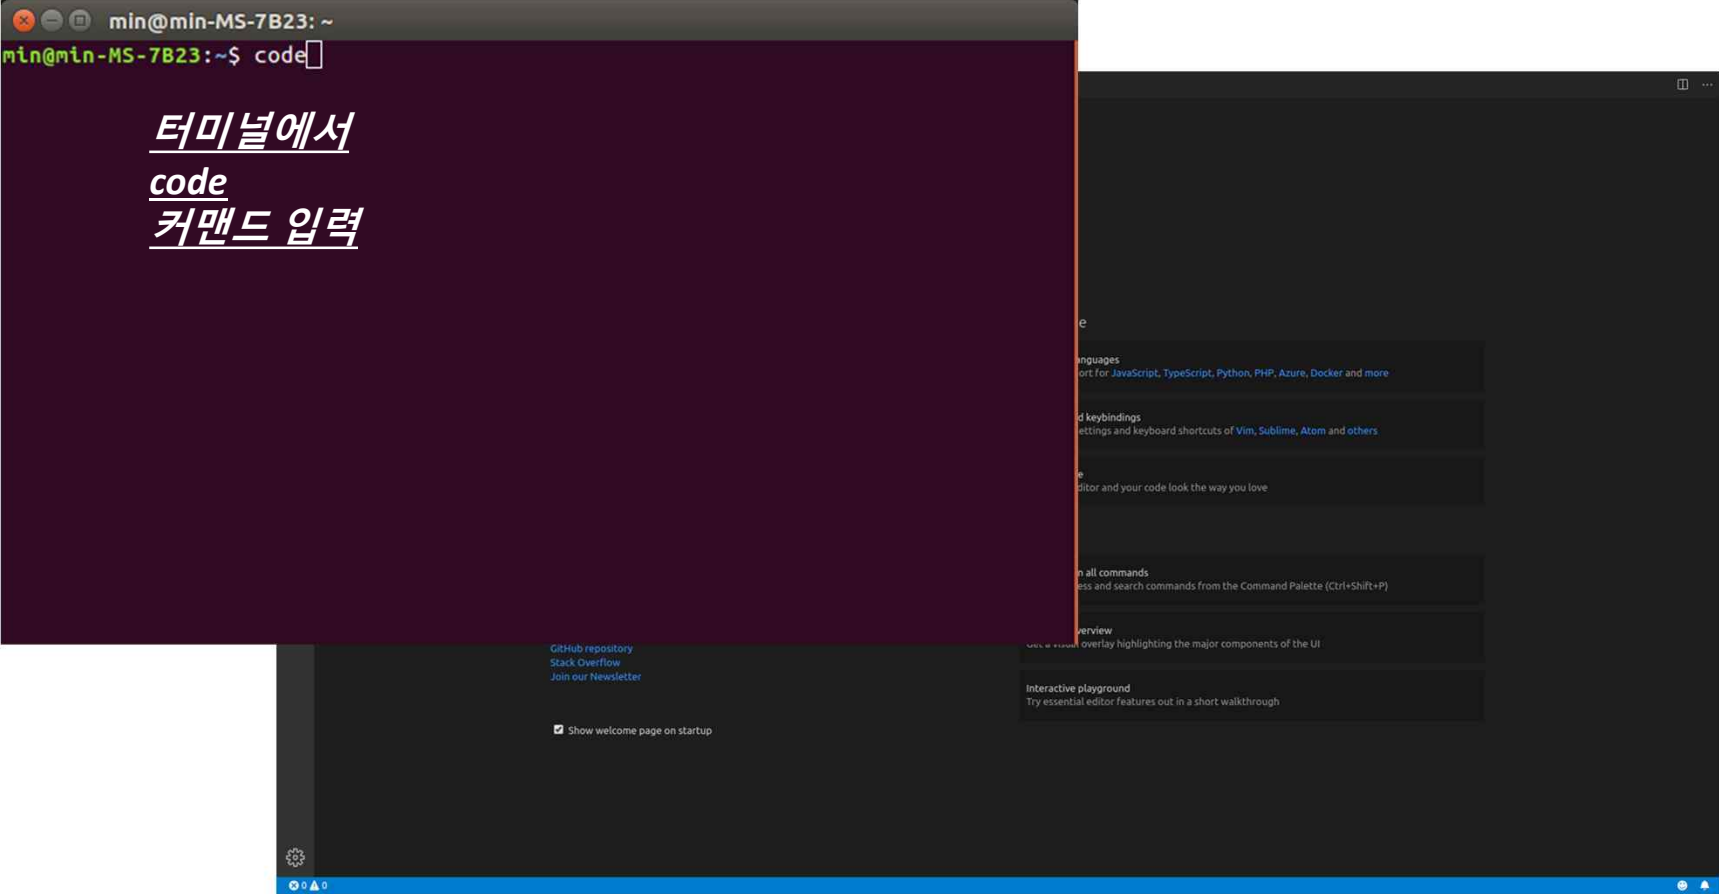 min@min-MS-7B23: ~
min@min-MS-7B23:~$ code
터미널에서
code
커맨드 입력
e
anguages
ort for JavaScript, TypeScript, Python, PHP, Azure, Docker and more
d keybindings
ettings and keyboard shortcuts of Vim, Sublime, Atom and others
e
ditor and your code look the way you love
n all commands
ess and search commands from the Command Palette (Ctrl+Shift+P)
verview
overlay highlighting the major components of the UI
GitHub repository
Stack Overflow
Join our Newsletter
Interactive playground
Try essential editor features out in a short walkthrough
Show welcome page on startup
0 0